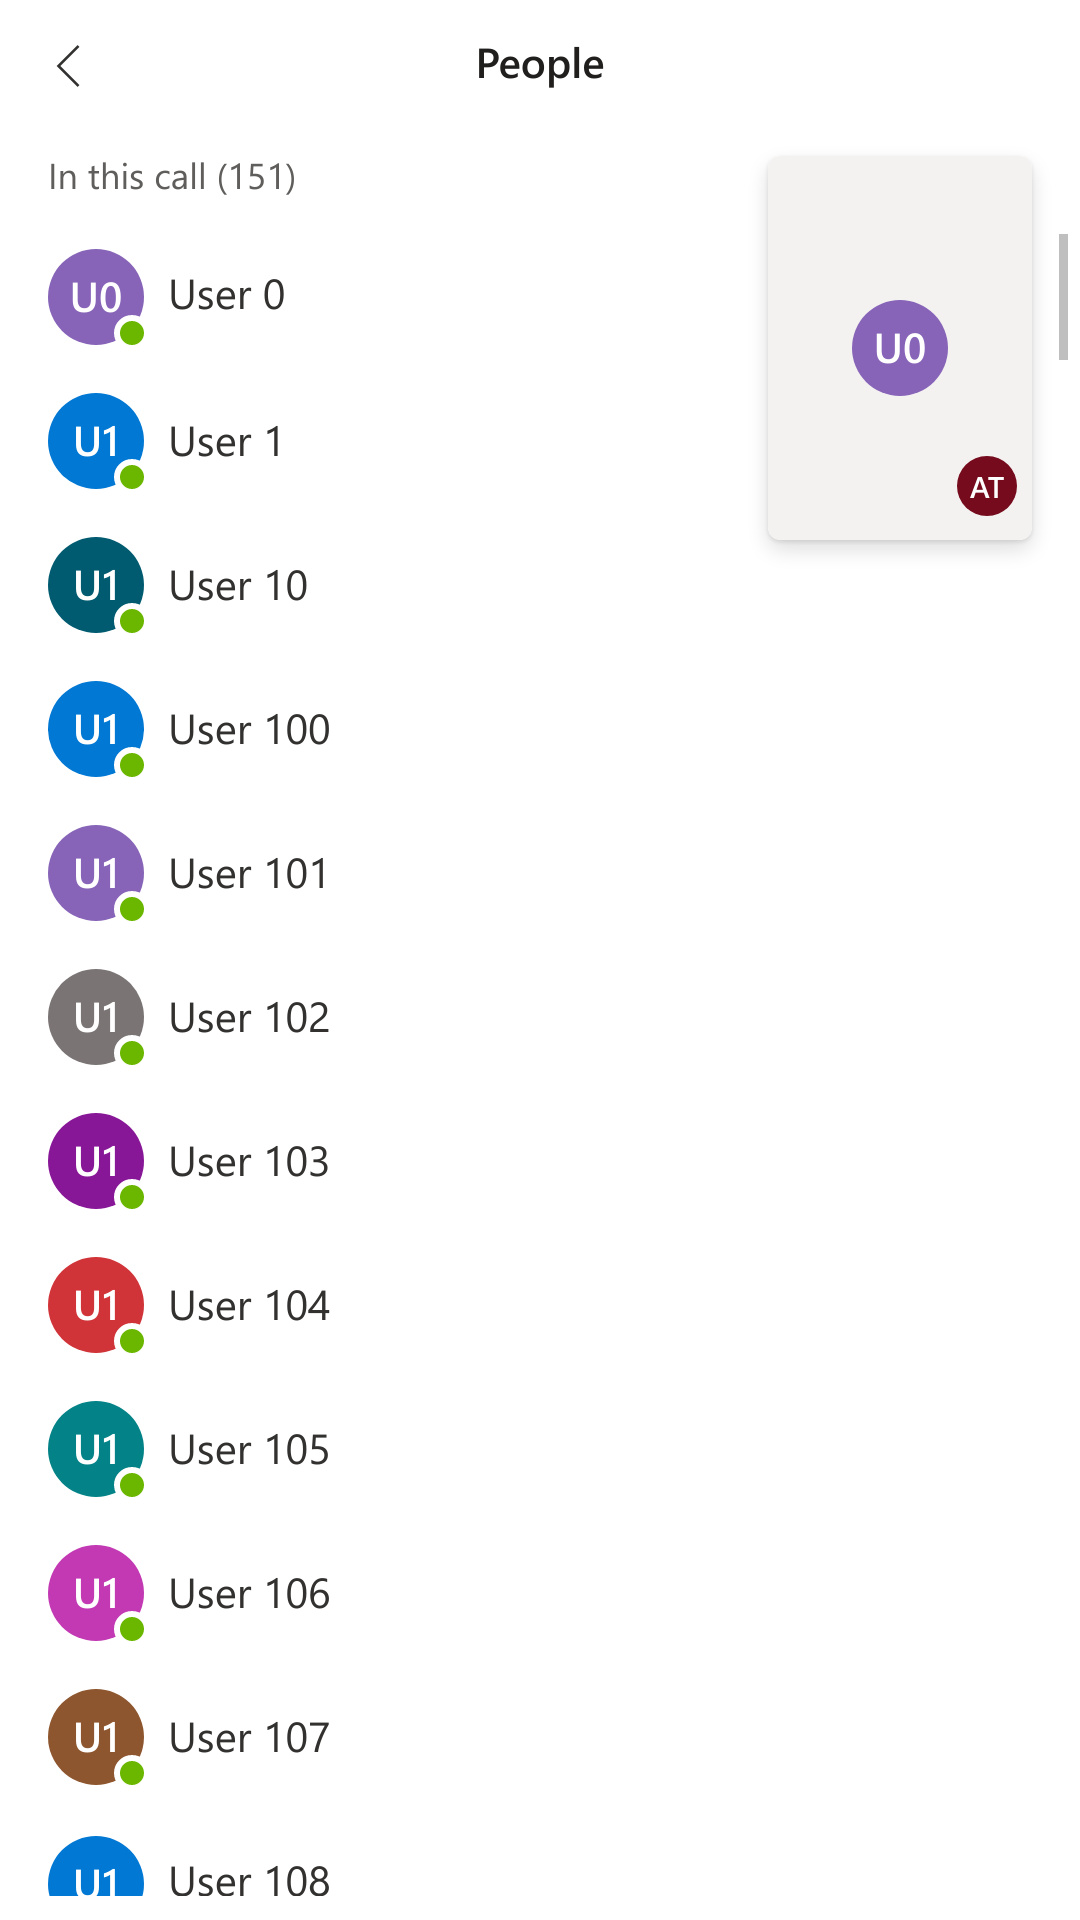 People
In this call (151)
U0 User 0
U1 User 1
U1 User 10
U1 User 100
U1 User 101
U1 User 102
U1 User 103
U1 User 104
U1 User 105
U1 User 106
U1 User 107
U1 User 108
U0
AT